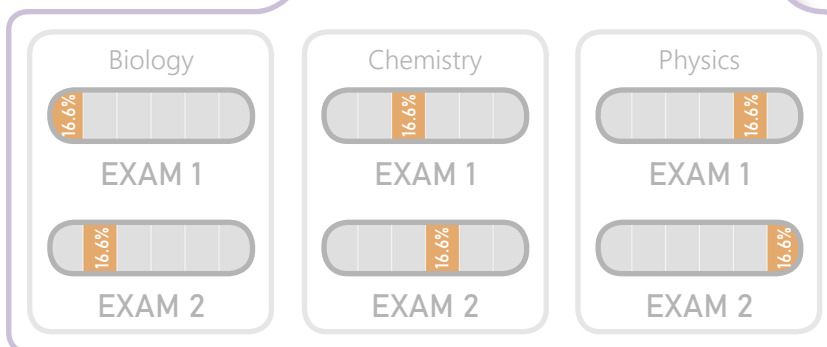 Biology
Chemistry
Physics
16.6%
16.6%
16.6%
EXAM 1
EXAM 1
EXAM 1
16.6%
16.6%
16.6%
EXAM 2
EXAM 2
EXAM 2